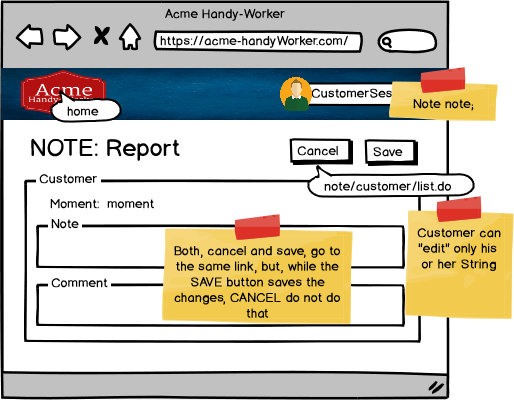 Acme Handy-Worker
https://acme-handyWorker.com/
Acme
home
CustomerSes
Note note;
NOTE: Report
Cancel
Save
note/customer/list.do
Customer
Moment: moment
Note
Both, cancel and save, go to
the same link, but, while the
SAVE button saves the
changes, CANCEL do not do
that
Customer can
"edit" only his
or her String
Comment